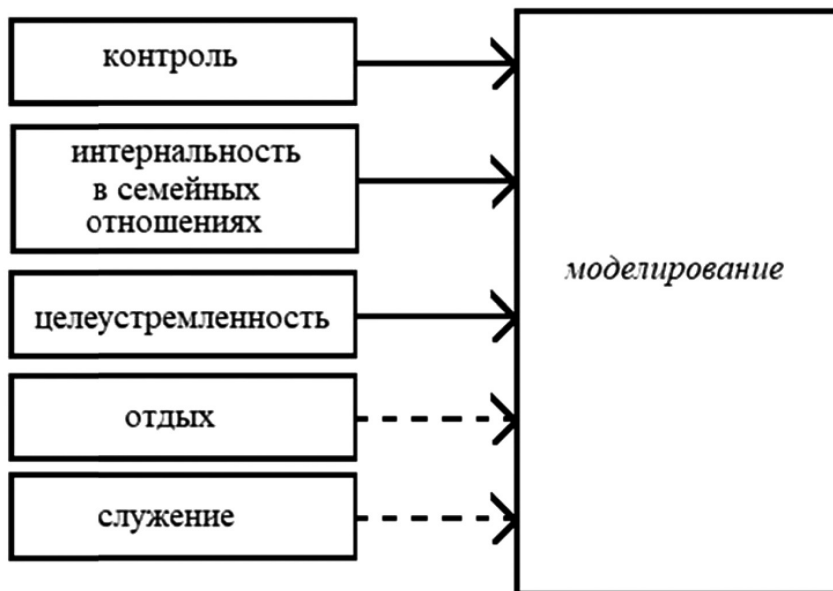 контроль
интернальность
в семейных
отношениях
целеустремленность
отдых
служение
моделирование